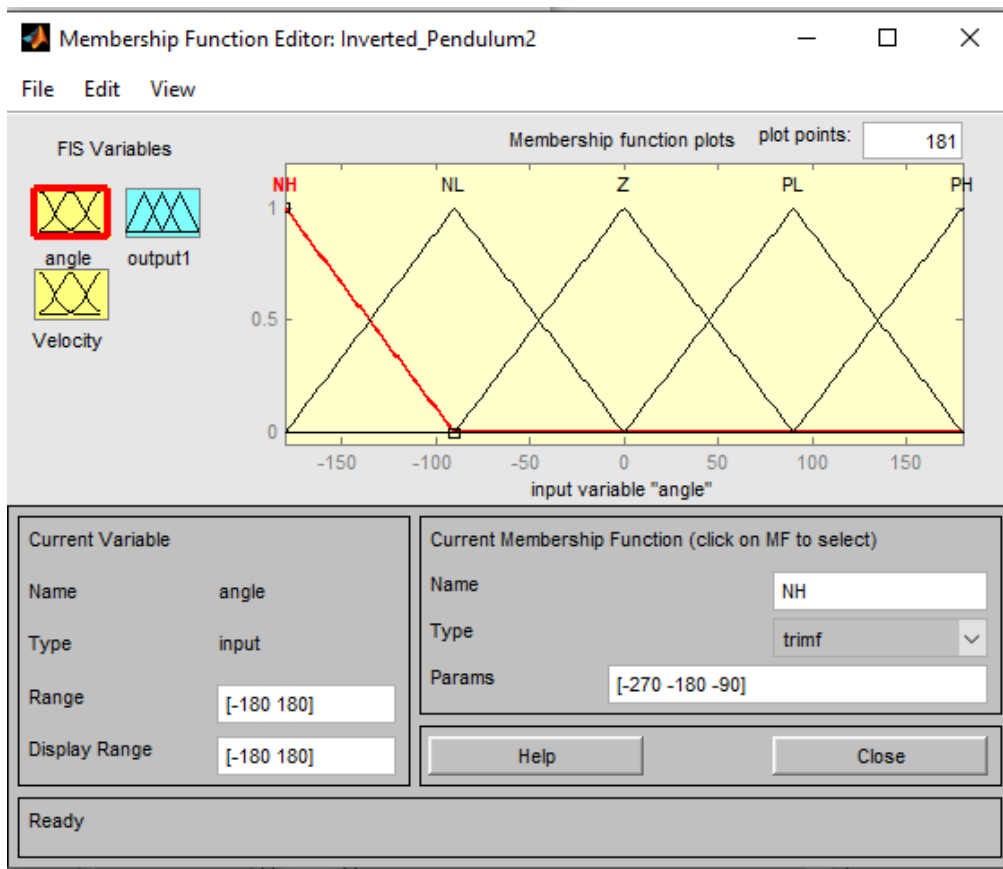 Membership Function Editor: Inverted_Pendulum2
File Edit View
FIS Variables
angle
output1
Velocity
Membership function plots plot points: 181
NH NL Z PL PH
1
0.5
0
-150 -100 -50 0 50 100 150
input variable "angle"
Current Variable
Name angle
Type input
Range [-180 180]
Display Range [-180 180]
Current Membership Function (click on MF to select)
Name NH
Type trimf
Params [-270 -180 -90]
Help Close
Ready